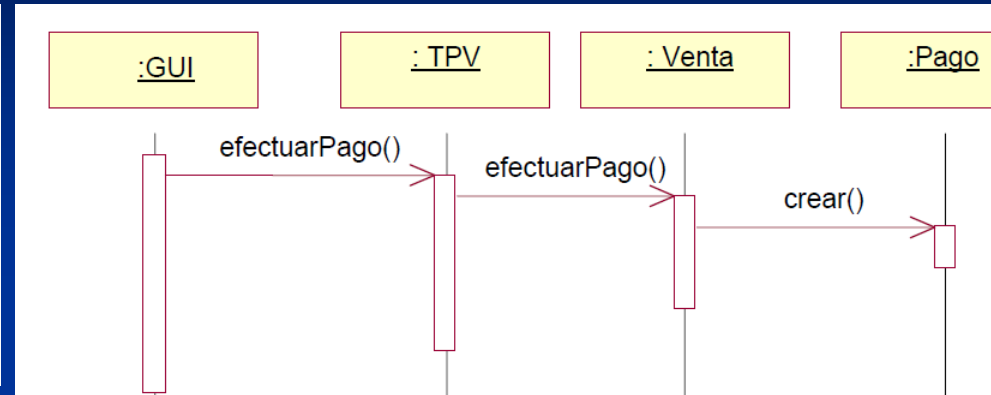 :GUI
: TPV
: Venta
:Pago
efectuarPago()
efectuarPago()
crear()